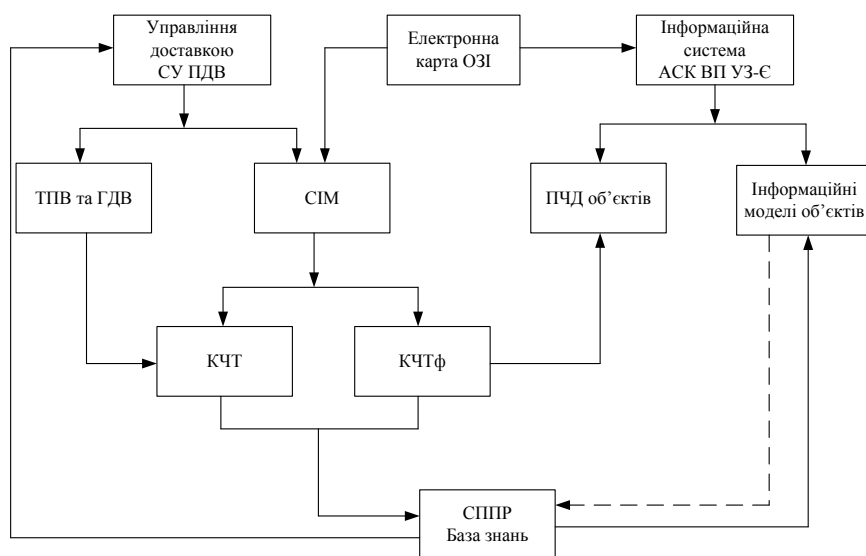 Управління
доставкою
СУ ПДВ
Електронна
карта ОЗІ
Інформаційна
система
АСК ВП УЗ-Є
ТПВ та ГДВ
СІМ
ПЧД об’єктів
Інформаційні
моделі об’єктів
КЧТ
КЧТф
СППР
База знань